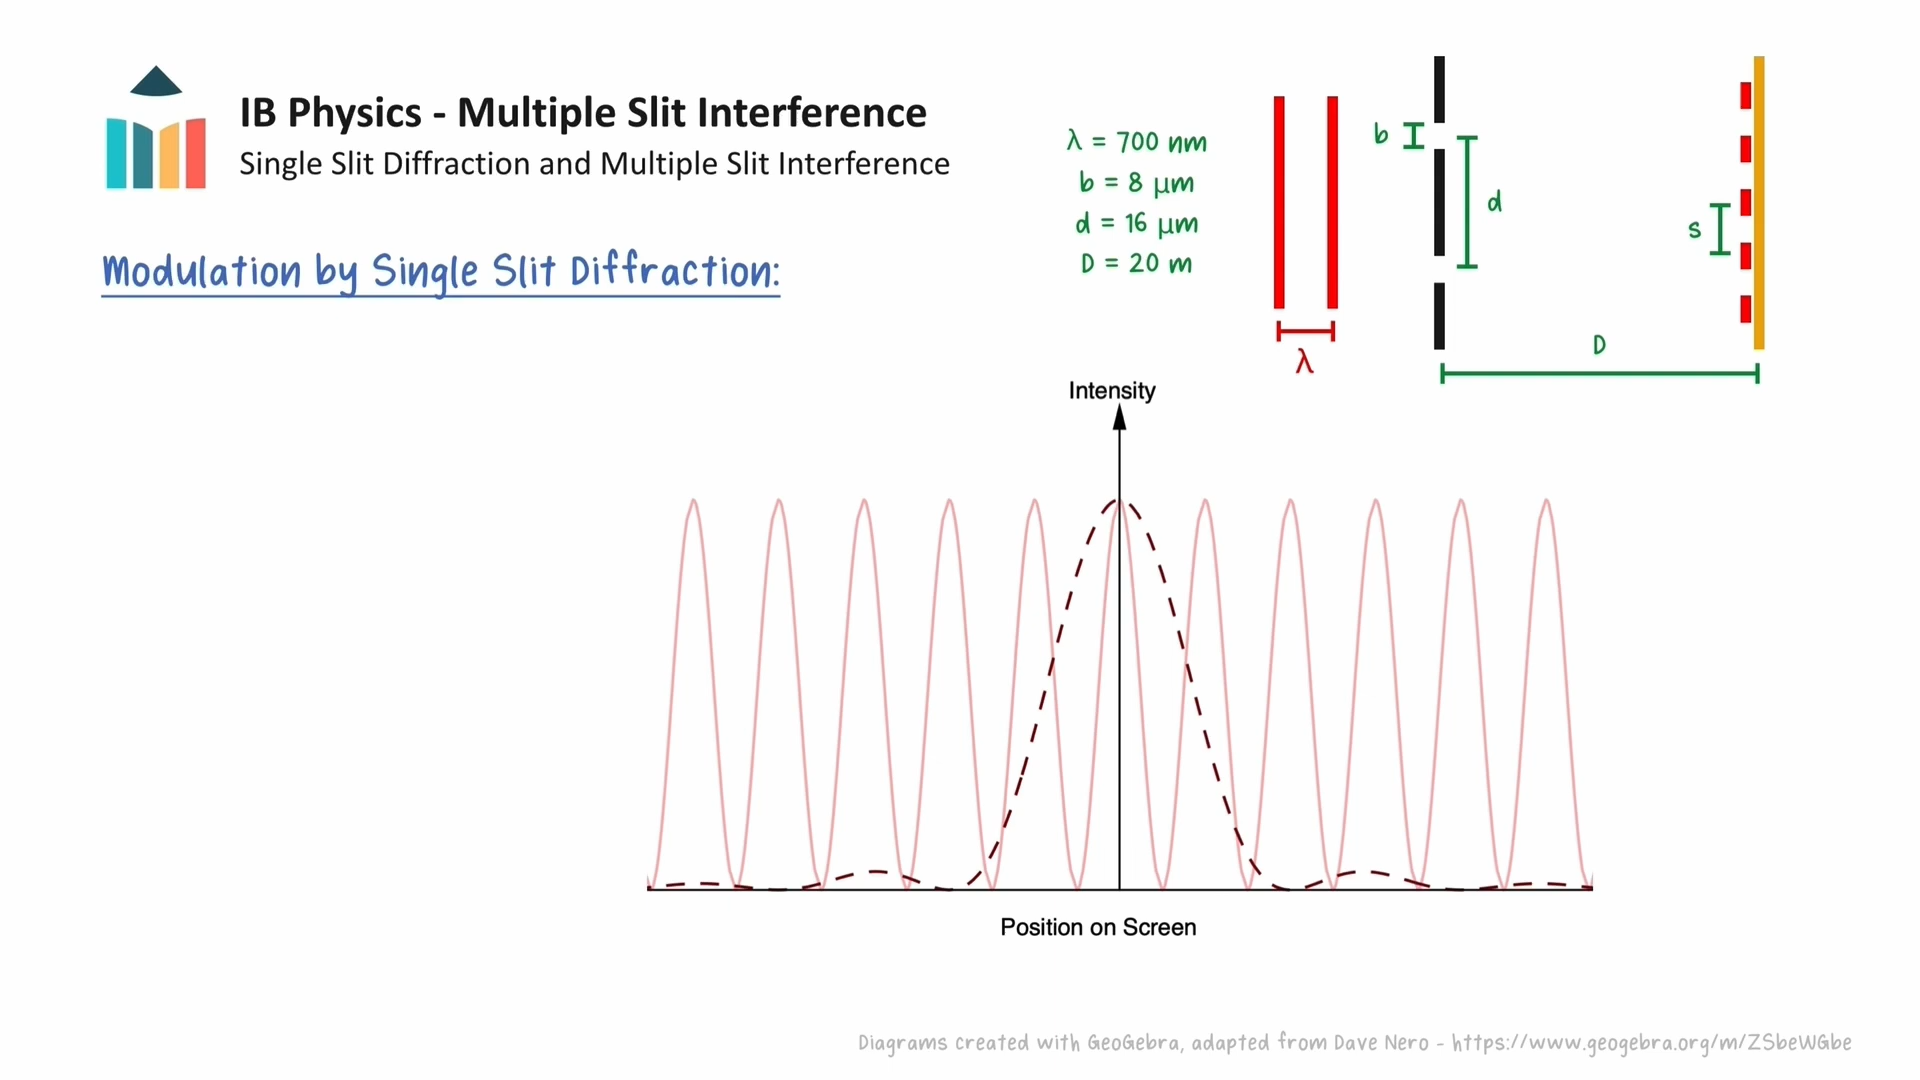 IB Physics - Multiple Slit Interference
Single Slit Diffraction and Multiple Slit Interference
Modulation by Single Slit Diffraction:
λ = 700 nm
b = 8 μm
d = 16 μm
D = 20 m
λ
b
d
s
D
Intensity
Position on Screen
Diagrams created with GeoGebra, adapted from Dave Nero - https://www.geogebra.org/m/ZSbeWGbe